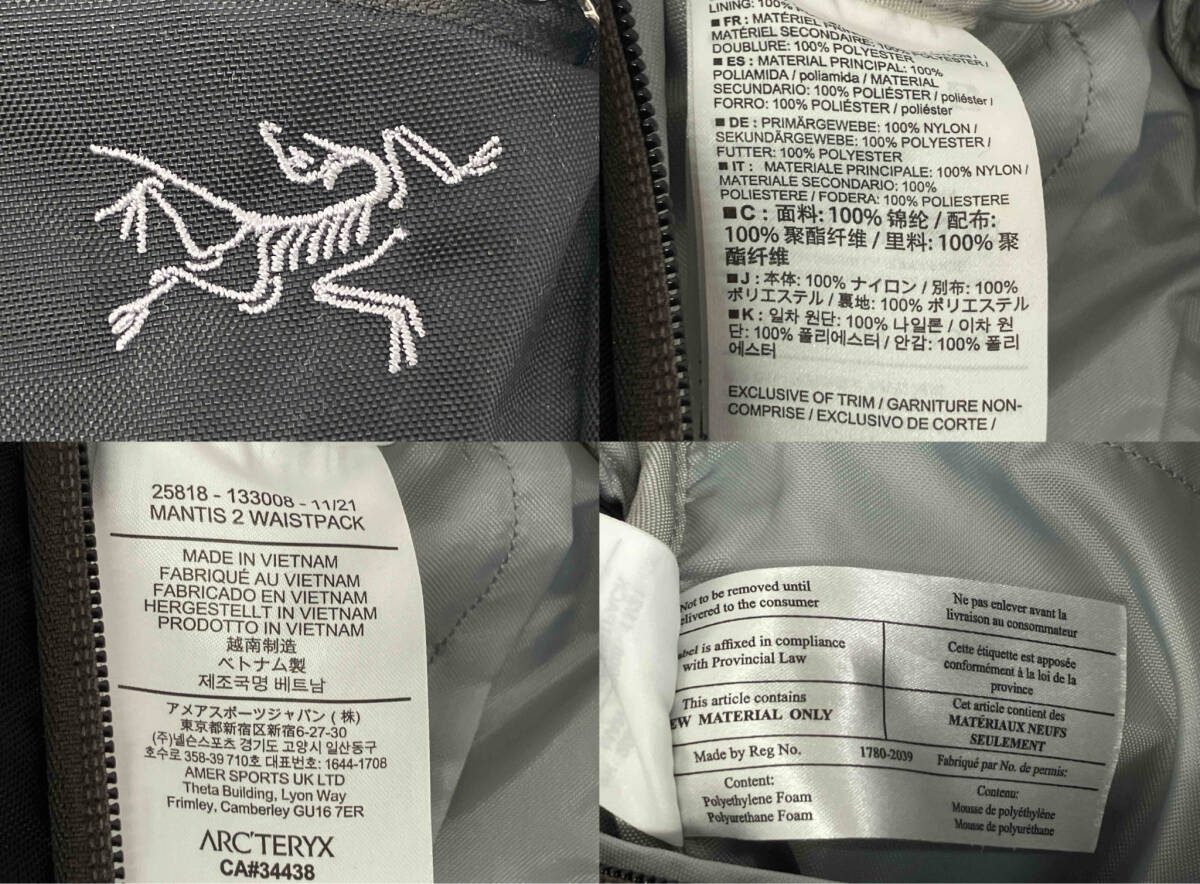 LINING: 100%
■ FR : MATÉRIEL
MATÉRIEL SECONDAIRE: 100% POLYESTER /
DOUBLURE: 100% POLYESTER
■ ES : MATERIAL PRINCIPAL: 100%
POLIAMIDA / poliamida / MATERIAL
SECUNDARIO: 100% POLIÉSTER / poliéster /
FORRO: 100% POLIÉSTER / poliéster
■ DE : PRIMÄRGEWEBE: 100% NYLON /
SEKUNDÄRGEWEBE: 100% POLYESTER /
FUTTER: 100% POLYESTER
■ IT : MATERIALE PRINCIPALE: 100% NYLON /
MATERIALE SECONDARIO: 100%
POLIESTERE / FODERA: 100% POLIESTERE
■ C : 面料: 100% 锦纶 / 配布:
100% 聚酯纤维 / 里料: 100% 聚
酯纤维
■ J : 本体: 100% ナイロン / 別布: 100%
ポリエステル / 裏地: 100% ポリエステル
■ K : 일차 원단: 100% 나일론 / 이차 원
단: 100% 폴리에스터 / 안감: 100% 폴리
에스터
EXCLUSIVE OF TRIM / GARNITURE NON-
COMPRISE / EXCLUSIVO DE CORTE /
25818 - 133008 - 11/21
MANTIS 2 WAISTPACK
MADE IN VIETNAM
FABRIQUÉ AU VIETNAM
FABRICADO EN VIETNAM
HERGESTELLT IN VIETNAM
PRODOTTO IN VIETNAM
越南制造
ベトナム製
제조국명 베트남
アメアスポーツジャパン ( 株)
東京都新宿区新宿6-27-30
(주)넬슨스포츠 경기도 고양시 일산동구
호수로 358-39 710호 대표번호: 1644-1708
AMER SPORTS UK LTD
Theta Building, Lyon Way
Frimley, Camberley GU16 7ER
ARC'TERYX
CA#34438
Not to be removed until
delivered to the consumer
Ne pas enlever avant la
livraison au consommateur
label is affixed in compliance
with Provincial Law
Cette étiquette est apposée
conformément à la loi de la
province
This article contains
NEW MATERIAL ONLY
Cet article contient des
MATÉRIAUX NEUFS
SEULEMENT
Made by Reg No. 1780-2039 Fabriqué par No. de permis:
Content:
Polyethylene Foam
Polyurethane Foam
Contenu:
Mousse de polyéthylène
Mousse de polyuréthane